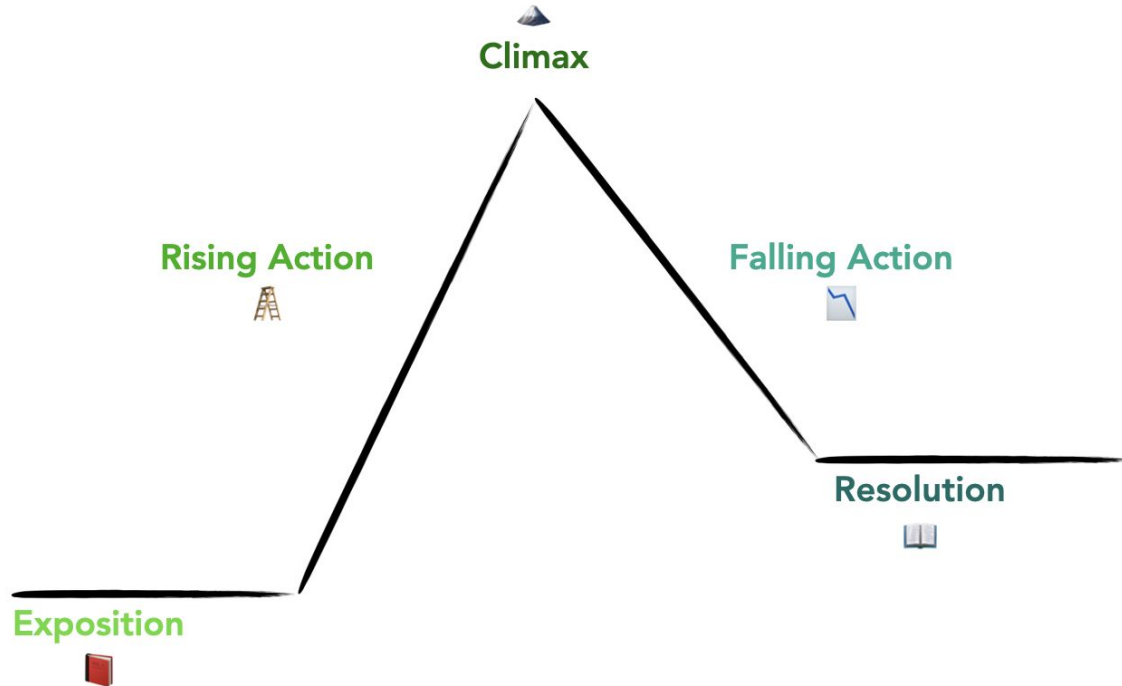 Climax
Rising Action
Falling Action
Resolution
Exposition